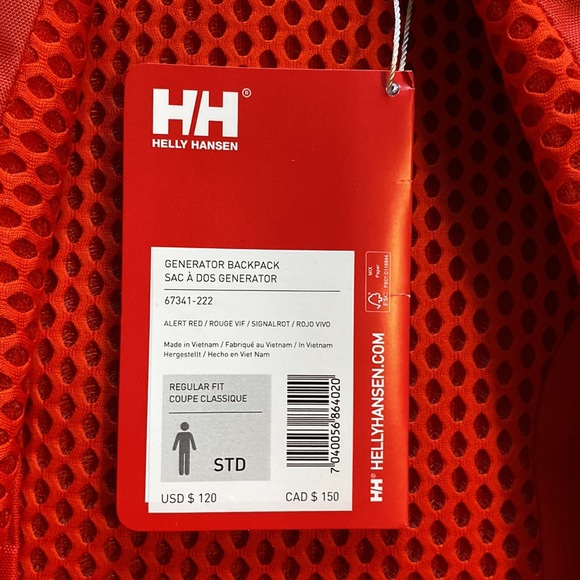 HH®
HELLY HANSEN
GENERATOR BACKPACK
SAC À DOS GENERATOR
67341-222
ALERT RED / ROUGE VIF / SIGNALROT / ROJO VIVO
Made in Vietnam / Fabriqué au Vietnam / In Vietnam
Hergestellt / Hecho en Viet Nam
REGULAR FIT
COUPE CLASSIQUE
STD
7 040056 864020
USD $ 120
CAD $ 150
MIX
Paper
FSC
HH® HELLYHANSEN.COM